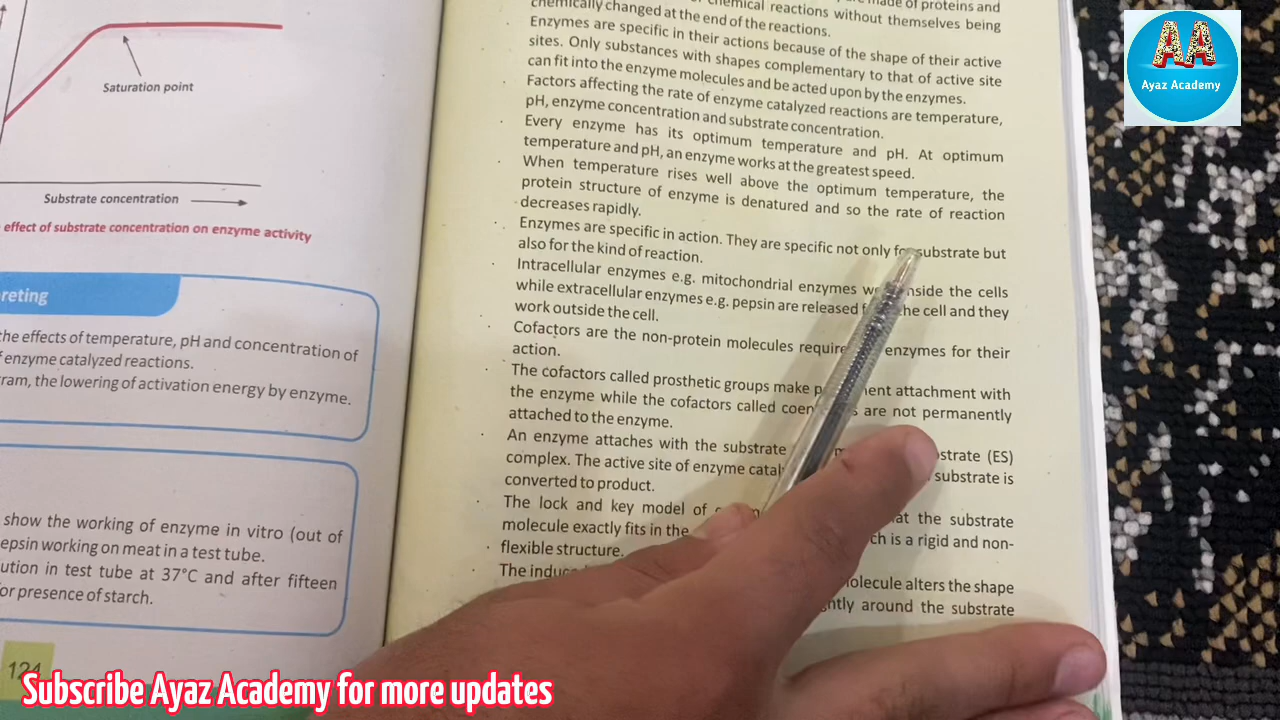 Saturation point
Substrate concentration
effect of substrate concentration on enzyme activity
reting
the effects of temperature, pH and concentration of
enzyme catalyzed reactions.
ram, the lowering of activation energy by enzyme.
show the working of enzyme in vitro (out of
epsin working on meat in a test tube.
ution in test tube at 37°C and after fifteen
or presence of starch.
124
made of proteins and
chemical reactions without themselves being
chemically changed at the end of the reactions.
Enzymes are specific in their actions because of the shape of their active
sites. Only substances with shapes complementary to that of active site
can fit into the enzyme molecules and be acted upon by the enzymes.
Factors affecting the rate of enzyme catalyzed reactions are temperature,
pH, enzyme concentration and substrate concentration.
Every enzyme has its optimum temperature and pH. At optimum
temperature and pH, an enzyme works at the greatest speed.
When temperature rises well above the optimum temperature, the
protein structure of enzyme is denatured and so the rate of reaction
decreases rapidly.
Enzymes are specific in action. They are specific not only for substrate but
also for the kind of reaction.
Intracellular enzymes e.g. mitochondrial enzymes inside the cells
while extracellular enzymes e.g. pepsin are released the cell and they
work outside the cell.
Cofactors are the non-protein molecules require enzymes for their
action.
The cofactors called prosthetic groups make attachment with
the enzyme while the cofactors called are not permanently
attached to the enzyme.
An enzyme attaches with the substrate strate (ES)
complex. The active site of enzyme substrate is
converted to product.
The lock and key model of at the substrate
molecule exactly fits in the ch is a rigid and non-
flexible structure.
The molecule alters the shape
around the substrate
AA
Ayaz Academy
Subscribe Ayaz Academy for more updates